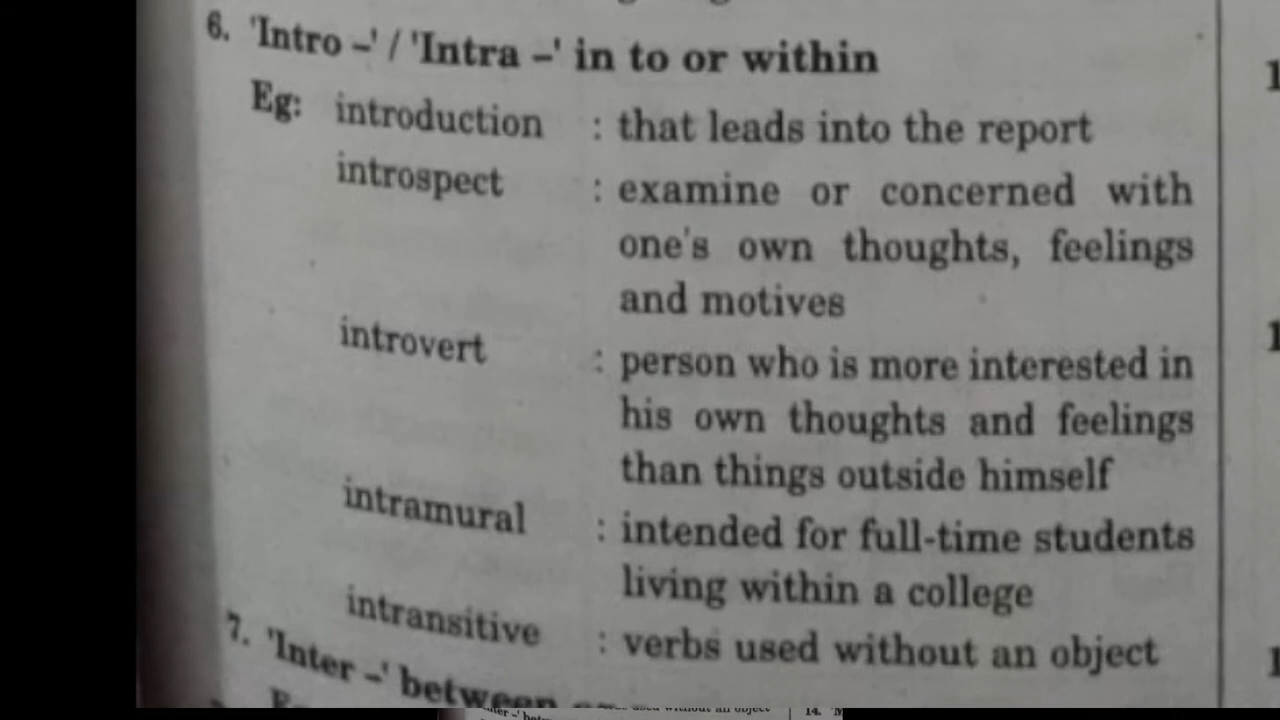 6. 'Intro –' / 'Intra –' in to or within
Eg: introduction : that leads into the report
introspect : examine or concerned with
one's own thoughts, feelings
and motives
introvert : person who is more interested in
his own thoughts and feelings
than things outside himself
intramural : intended for full-time students
living within a college
intransitive : verbs used without an object
7. 'Inter –' between